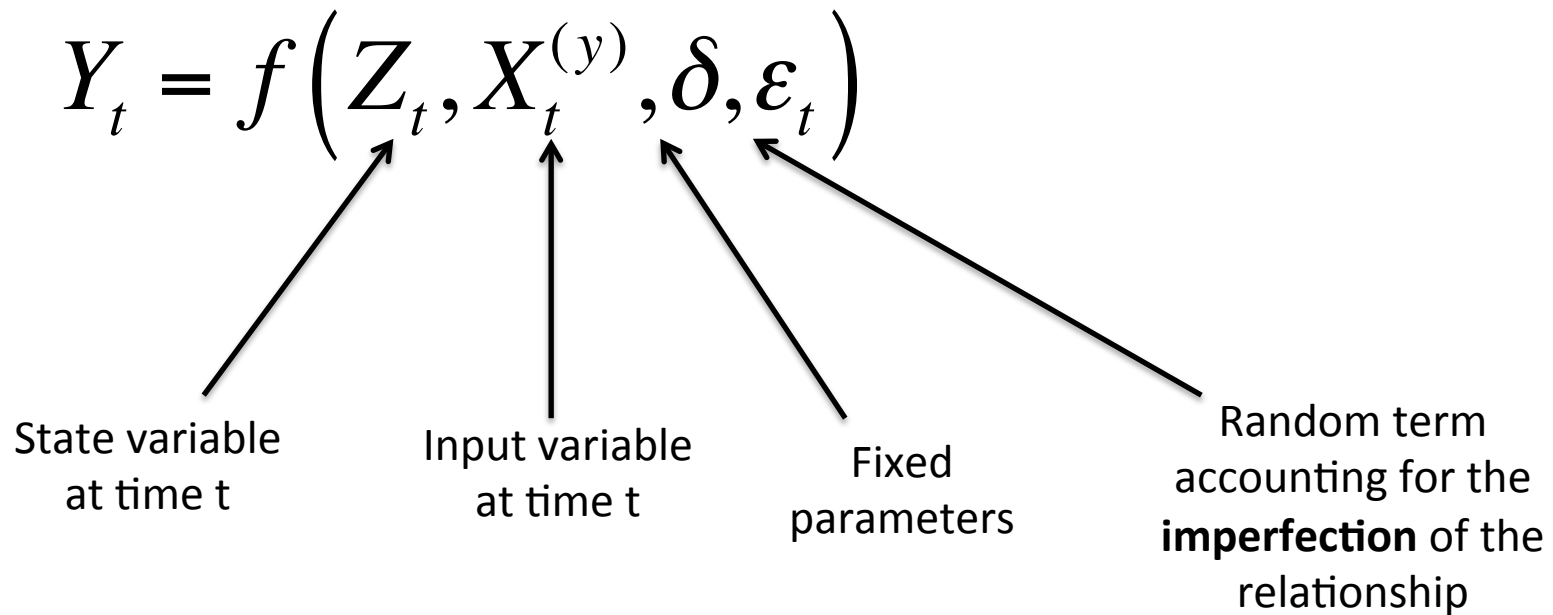 Y_t = f(Z_t, X_t^{(y)}, δ, ε_t)
State variable
at time t
Input variable
at time t
Fixed
parameters
Random term
accounting for the
imperfection of the
relationship